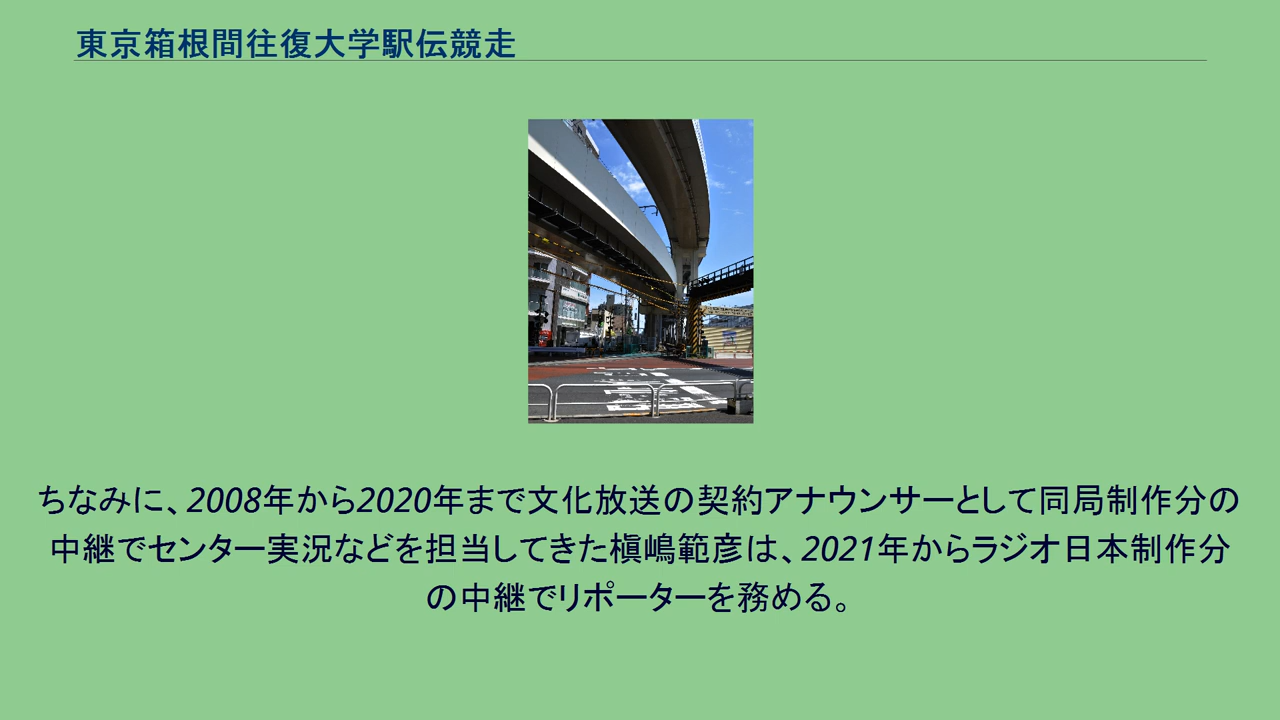 東京箱根間往復大学駅伝競走
ちなみに、2008年から2020年まで文化放送の契約アナウンサーとして同局制作分の
中継でセンター実況などを担当してきた槇嶋範彦は、2021年からラジオ日本制作分
の中継でリポーターを務める。